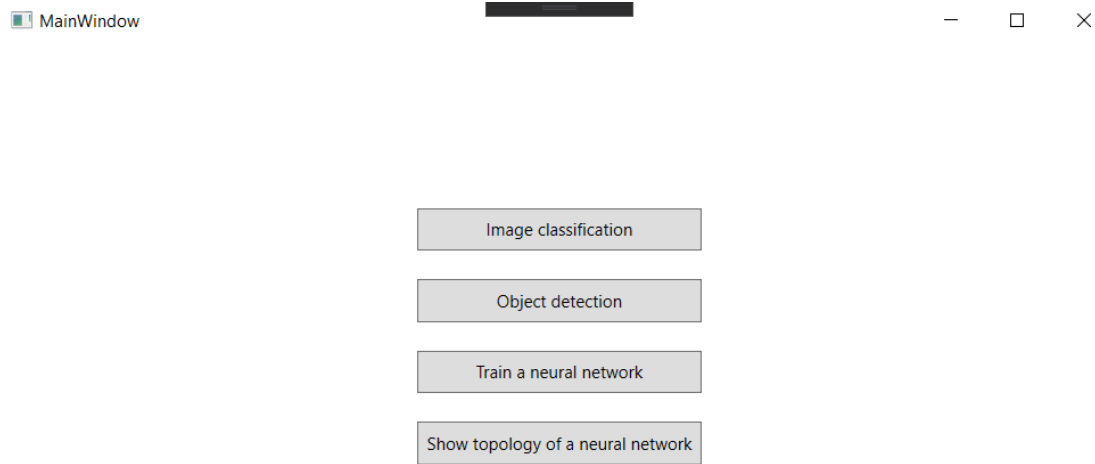 MainWindow
Image classification
Object detection
Train a neural network
Show topology of a neural network